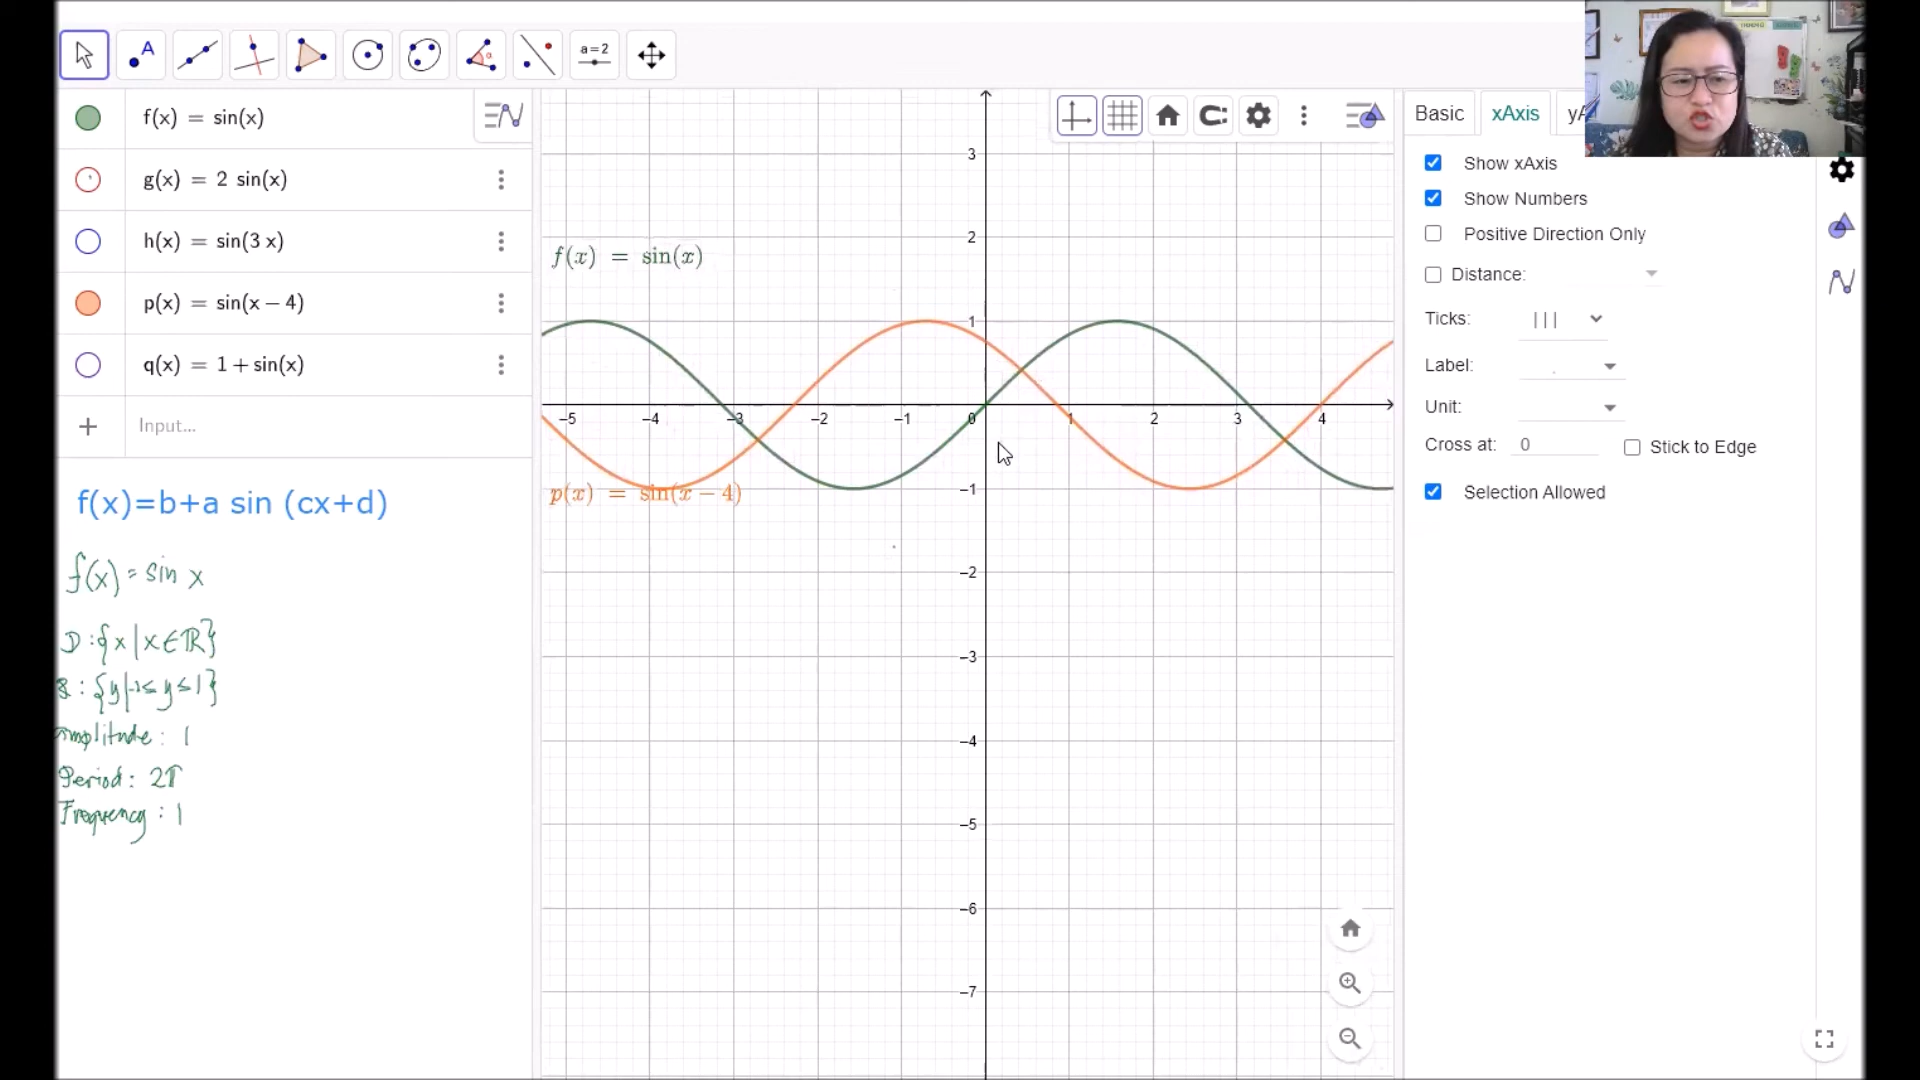 A
a=2
f(x) = sin(x)
g(x) = 2 sin(x)
h(x) = sin(3 x)
p(x) = sin(x – 4)
q(x) = 1 + sin(x)
+ Input...
f(x)=b+a sin (cx+d)
f(x) = sin x
D : {x | x ∈ ℝ}
R : {y | -1 ≤ y ≤ 1}
Amplitude : 1
Period : 2π
Frequency : 1
f(x) = sin(x)
p(x) = sin(x – 4)
3
2
1
–5 –4 –3 –2 –1 0 1 2 3 4
–1
–2
–3
–4
–5
–6
–7
Basic xAxis yA
Show xAxis
Show Numbers
Positive Direction Only
Distance:
Ticks: | | |
Label:
Unit:
Cross at: 0 Stick to Edge
Selection Allowed